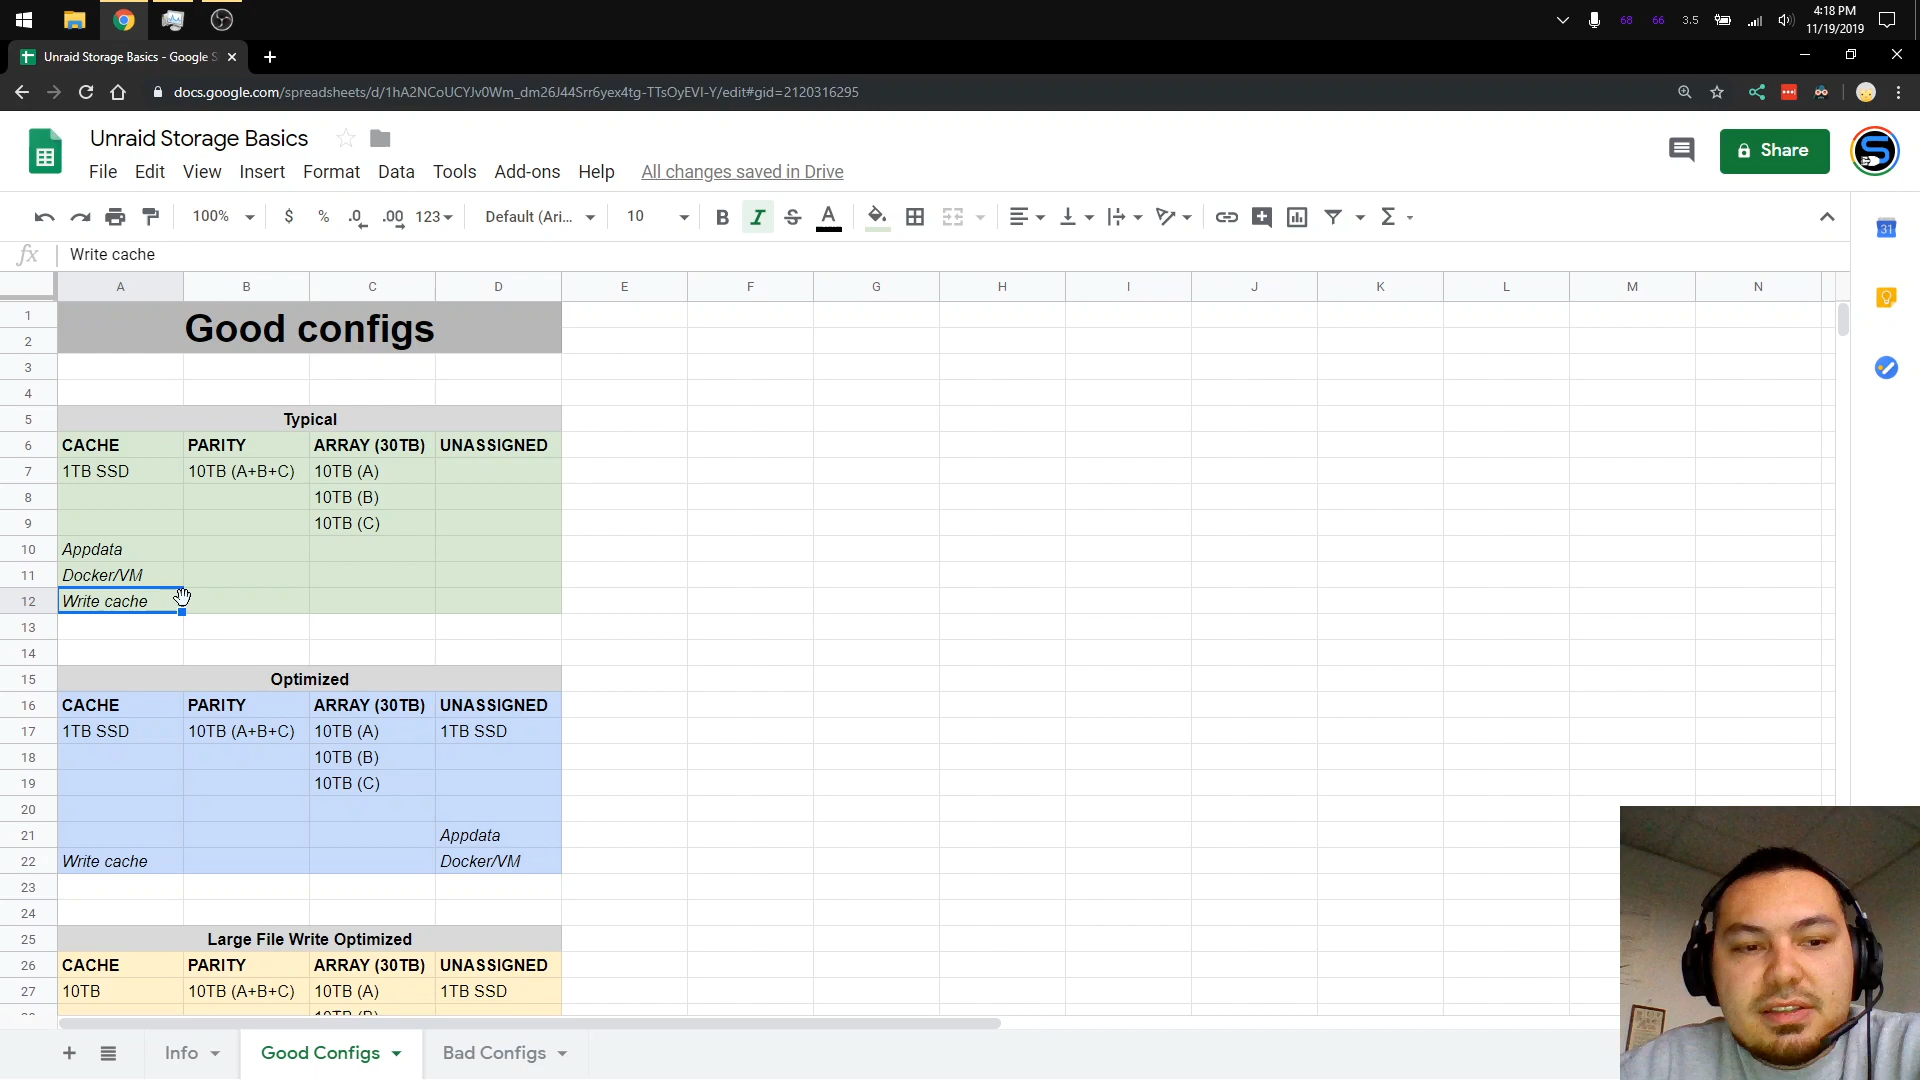 68 66 3.5 4:18 PM
11/19/2019
Unraid Storage Basics - Google S
docs.google.com/spreadsheets/d/1hA2NCoUCYJv0Wm_dm26J44Srr6yex4tg-TTsOyEVI-Y/edit#gid=2120316295
Unraid Storage Basics
File Edit View Insert Format Data Tools Add-ons Help All changes saved in Drive
Share
100% $ % .0 .00 123 Default (Ari... 10 B I S A Σ
31
fx Write cache
A B C D E F G H I J K L M N
1 Good configs
2
3
4
5 Typical
6 CACHE PARITY ARRAY (30TB) UNASSIGNED
7 1TB SSD 10TB (A+B+C) 10TB (A)
8 10TB (B)
9 10TB (C)
10 Appdata
11 Docker/VM
12 Write cache
13
14
15 Optimized
16 CACHE PARITY ARRAY (30TB) UNASSIGNED
17 1TB SSD 10TB (A+B+C) 10TB (A) 1TB SSD
18 10TB (B)
19 10TB (C)
20
21 Appdata
22 Write cache Docker/VM
23
24
25 Large File Write Optimized
26 CACHE PARITY ARRAY (30TB) UNASSIGNED
27 10TB 10TB (A+B+C) 10TB (A) 1TB SSD
Info Good Configs Bad Configs